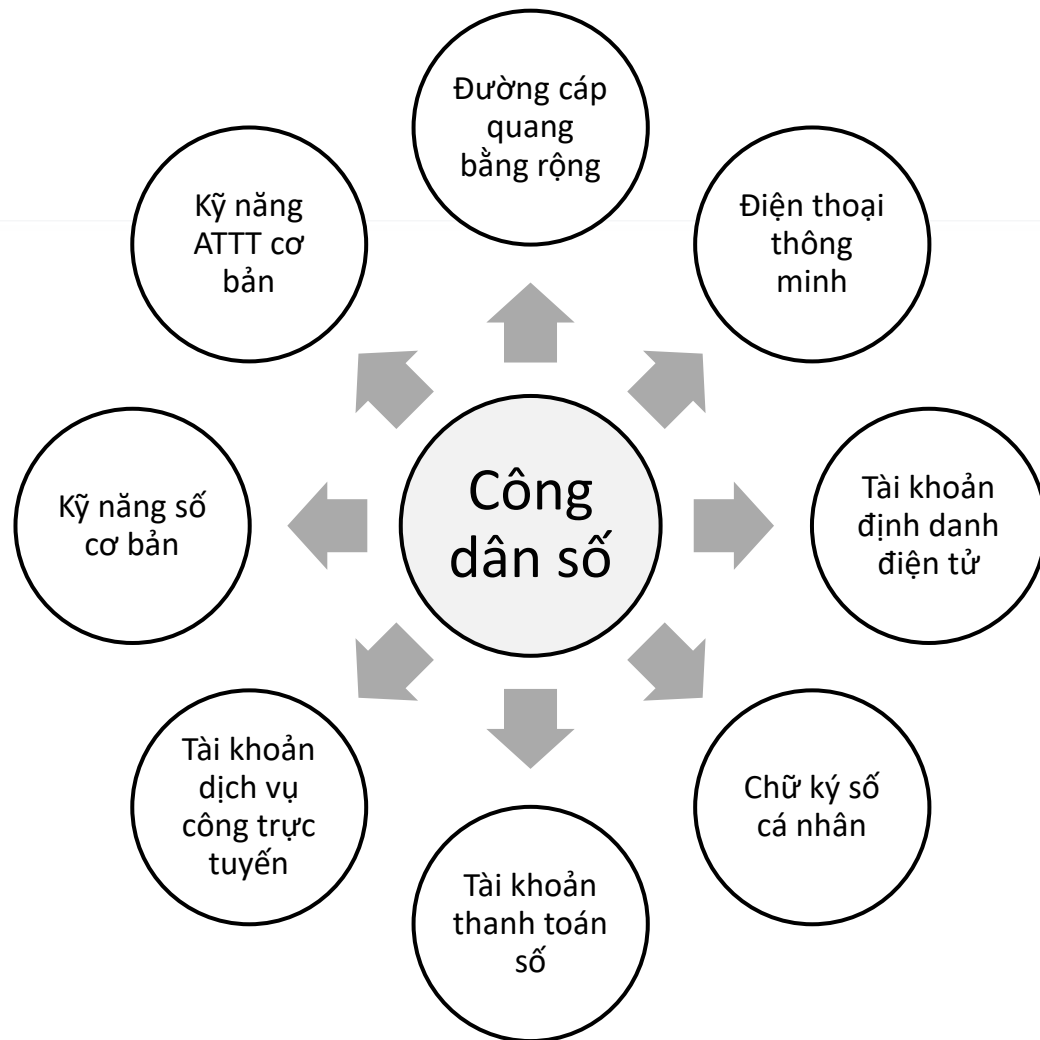 Đường cáp
quang
bằng rộng
Điện thoại
thông
minh
Tài khoản
định danh
điện tử
Chữ ký số
cá nhân
Tài khoản
thanh toán
số
Tài khoản
dịch vụ
công trực
tuyến
Kỹ năng số
cơ bản
Kỹ năng
ATTT cơ
bản
Công
dân số